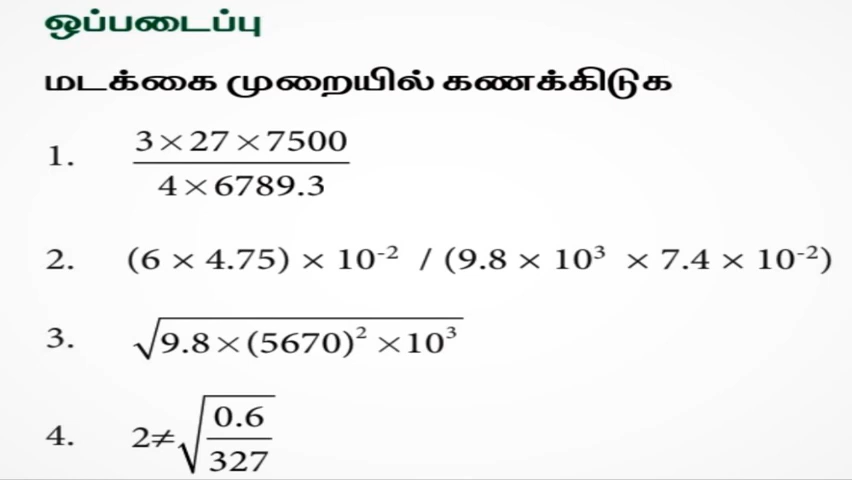 ஒப்படைப்பு
மடக்கை முறையில் கணக்கிடுக
1. (3×27×7500)/(4×6789.3)
2. (6 × 4.75) × 10⁻² / (9.8 × 10³ × 7.4 × 10⁻²)
3. √(9.8×(5670)²×10³)
4. 2≠√(0.6/327)